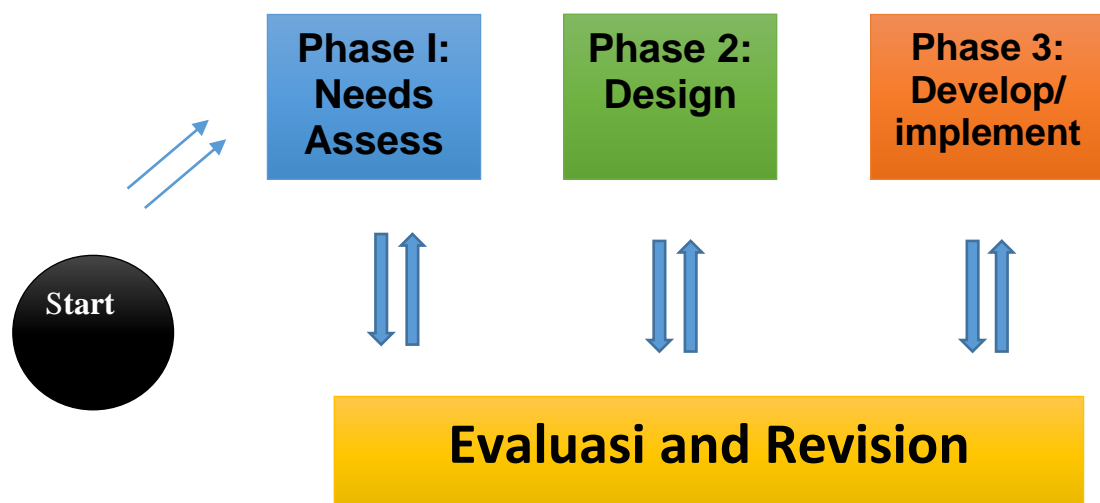 Phase I:
Needs
Assess
Phase 2:
Design
Phase 3:
Develop/
implement
Start
Evaluasi and Revision